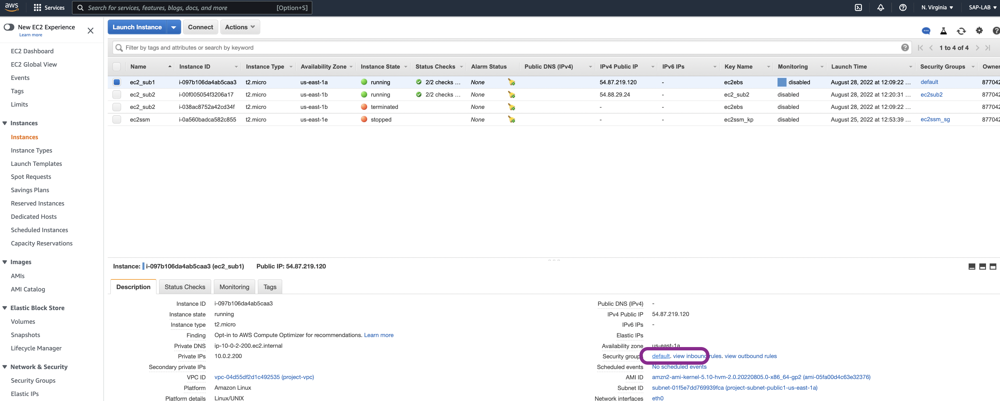 aws Services Search for services, features, blogs, docs, and more [Option+S] N. Virginia ▼ SAP-LAB ▼
New EC2 Experience
Learn more
EC2 Dashboard
EC2 Global View
Events
Tags
Limits
Instances
Instances
Instance Types
Launch Templates
Spot Requests
Savings Plans
Reserved Instances
Dedicated Hosts
Scheduled Instances
Capacity Reservations
Images
AMIs
AMI Catalog
Elastic Block Store
Volumes
Snapshots
Lifecycle Manager
Network & Security
Security Groups
Elastic IPs
Launch Instance Connect Actions
Filter by tags and attributes or search by keyword 1 to 4 of 4
Name Instance ID Instance Type Availability Zone Instance State Status Checks Alarm Status Public DNS (IPv4) IPv4 Public IP IPv6 IPs Key Name Monitoring Launch Time Security Groups Owner
ec2_sub1 i-097b106da4ab5caa3 t2.micro us-east-1a running 2/2 checks ... None 54.87.219.120 - ec2ebs disabled August 28, 2022 at 12:09:22 ... default 877042
ec2_sub2 i-00f005054f3206a17 t2.micro us-east-1b running 2/2 checks ... None 54.88.29.24 - ec2_sub2 disabled August 28, 2022 at 12:20:31 ... ec2sub2 877042
ec2_sub2 i-038ac8752a42cd34f t2.micro us-east-1b terminated None - - ec2ebs disabled August 28, 2022 at 12:09:22 ... 877042
ec2ssm i-0a560badca582c855 t2.micro us-east-1e stopped None - - ec2ssm_kp disabled August 25, 2022 at 12:53:39 ... ec2ssm_sg 877042
Instance: i-097b106da4ab5caa3 (ec2_sub1) Public IP: 54.87.219.120
Description Status Checks Monitoring Tags
Instance ID i-097b106da4ab5caa3
Instance state running
Instance type t2.micro
Finding Opt-in to AWS Compute Optimizer for recommendations. Learn more
Private DNS ip-10-0-2-200.ec2.internal
Private IPs 10.0.2.200
Secondary private IPs
VPC ID vpc-04d55df2d1c492535 (project-vpc)
Platform Amazon Linux
Platform details Linux/UNIX
Public DNS (IPv4) -
IPv4 Public IP 54.87.219.120
IPv6 IPs -
Elastic IPs
Availability zone us-east-1a
Security groups default. view inbound rules. view outbound rules
Scheduled events No scheduled events
AMI ID amzn2-ami-kernel-5.10-hvm-2.0.20220805.0-x86_64-gp2 (ami-05fa00d4c63e32376)
Subnet ID subnet-01f5e7dd769939fca (project-subnet-public1-us-east-1a)
Network interfaces eth0